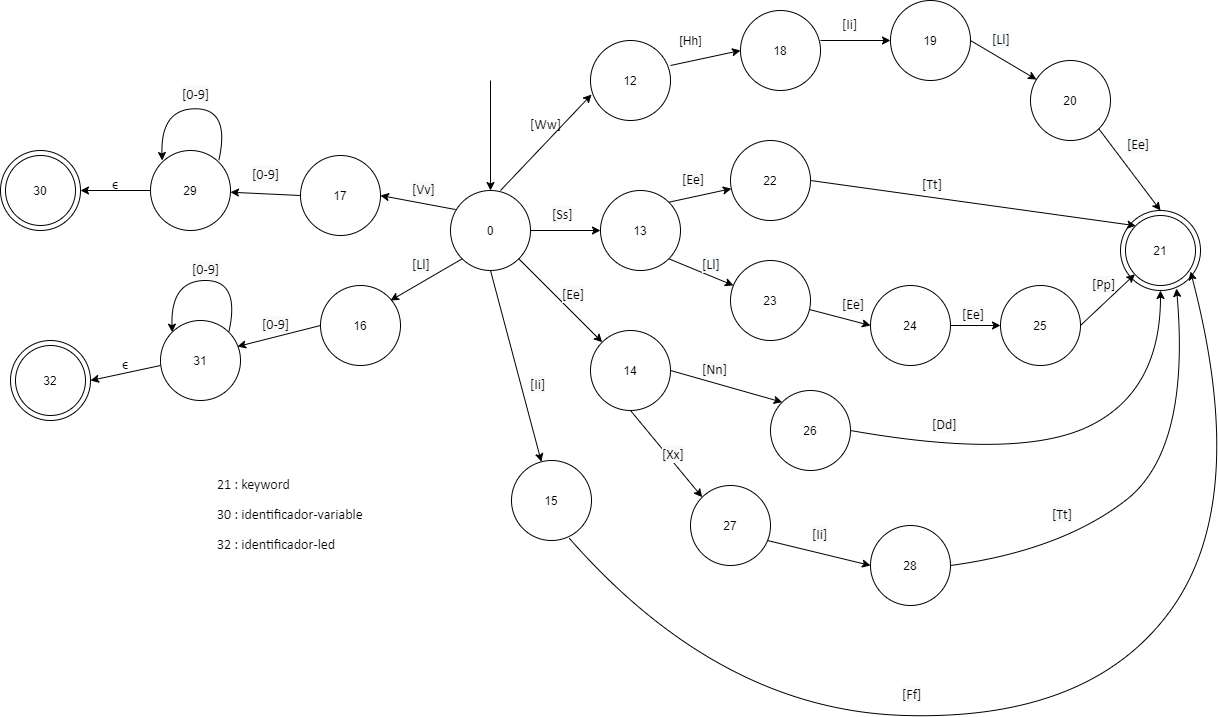 [Ii]
[Hh]
18
19
[Ll]
12
20
[0-9]
[Ww]
[Ee]
[0-9]
[Ee]
22
30
ϵ
29
17
[Vv]
[Tt]
0
[Ss]
13
21
[Ll]
[Ll]
[0-9]
[Ee]
23
[Ee]
[Ee]
[Pp]
[0-9]
16
24
25
32
ϵ
31
14
[Nn]
[Ii]
26
[Dd]
[Xx]
21 : keyword
15
30 : identificador-variable
27
[Ii]
[Tt]
32 : identificador-led
28
[Ff]